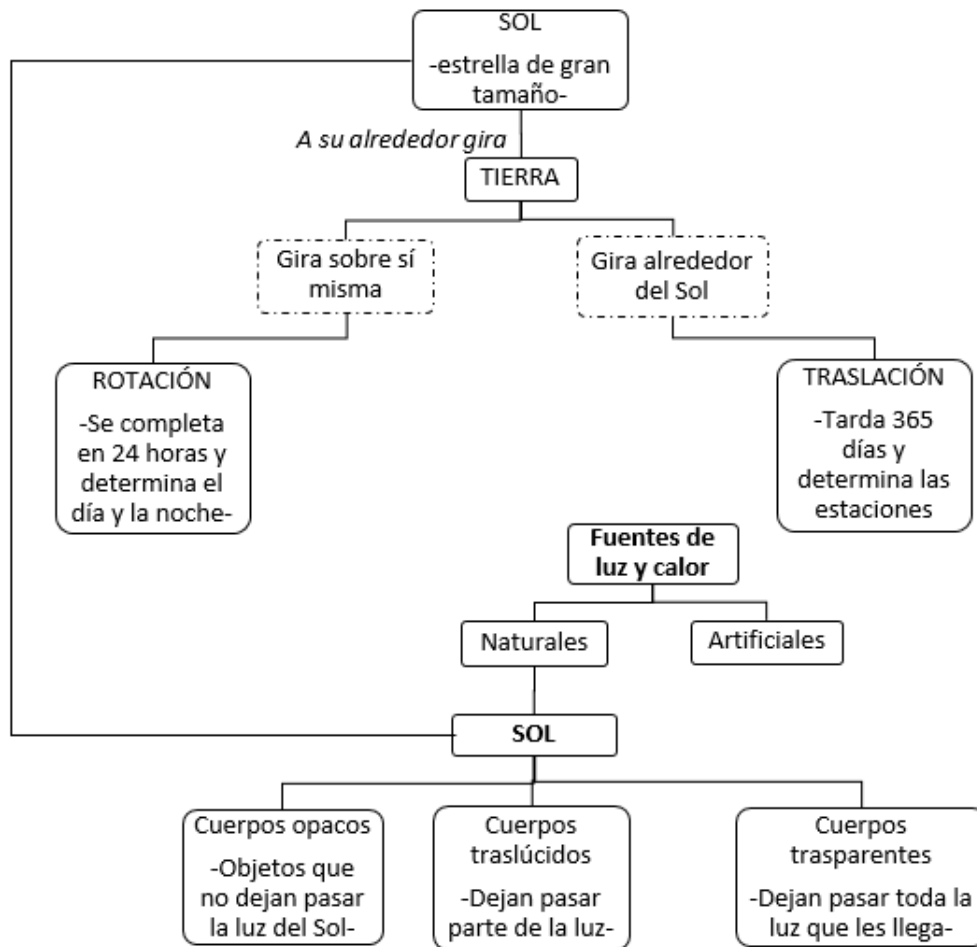 SOL
-estrella de gran
tamaño-
A su alrededor gira
TIERRA
Gira sobre sí
misma
Gira alrededor
del Sol
ROTACIÓN
-Se completa
en 24 horas y
determina el
día y la noche-
TRASLACIÓN
-Tarda 365
días y
determina las
estaciones
Fuentes de
luz y calor
Naturales
Artificiales
SOL
Cuerpos opacos
-Objetos que
no dejan pasar
la luz del Sol-
Cuerpos
traslúcidos
-Dejan pasar
parte de la luz-
Cuerpos
trasparentes
-Dejan pasar toda la
luz que les llega-